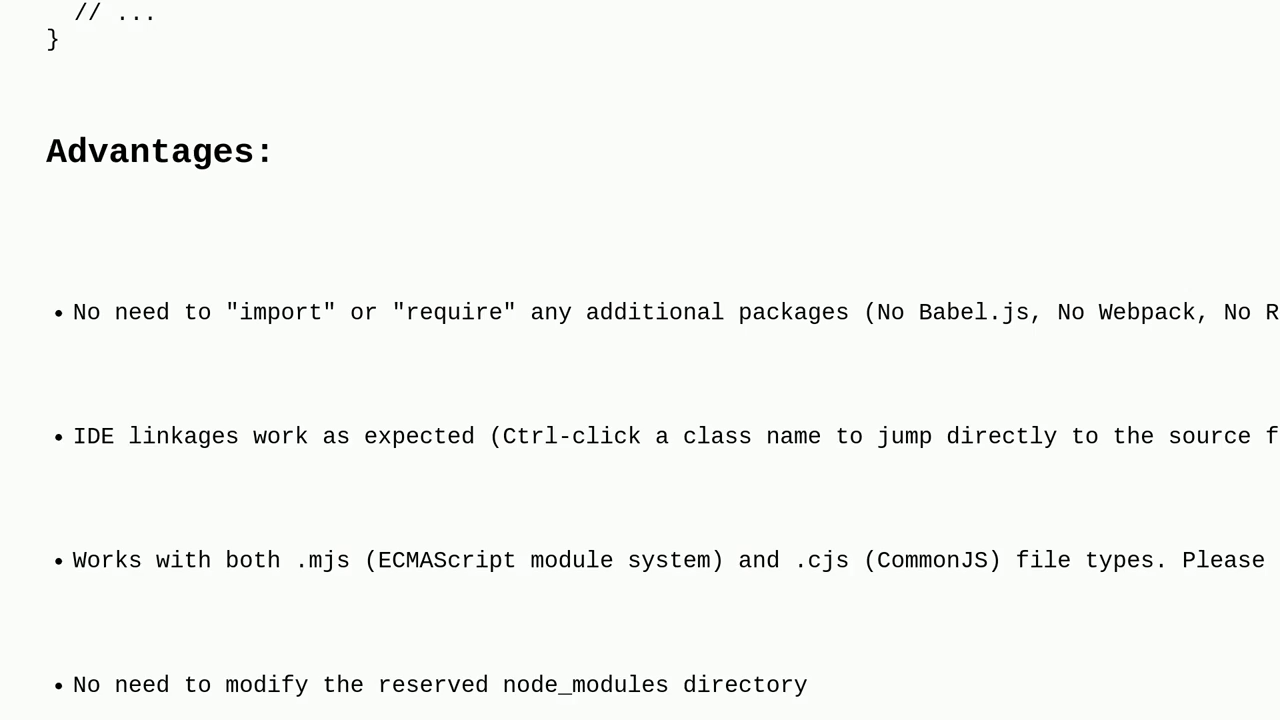 // ...
}
Advantages:
• No need to "import" or "require" any additional packages (No Babel.js, No Webpack, No R
• IDE linkages work as expected (Ctrl-click a class name to jump directly to the source f
• Works with both .mjs (ECMAScript module system) and .cjs (CommonJS) file types. Please
• No need to modify the reserved node_modules directory